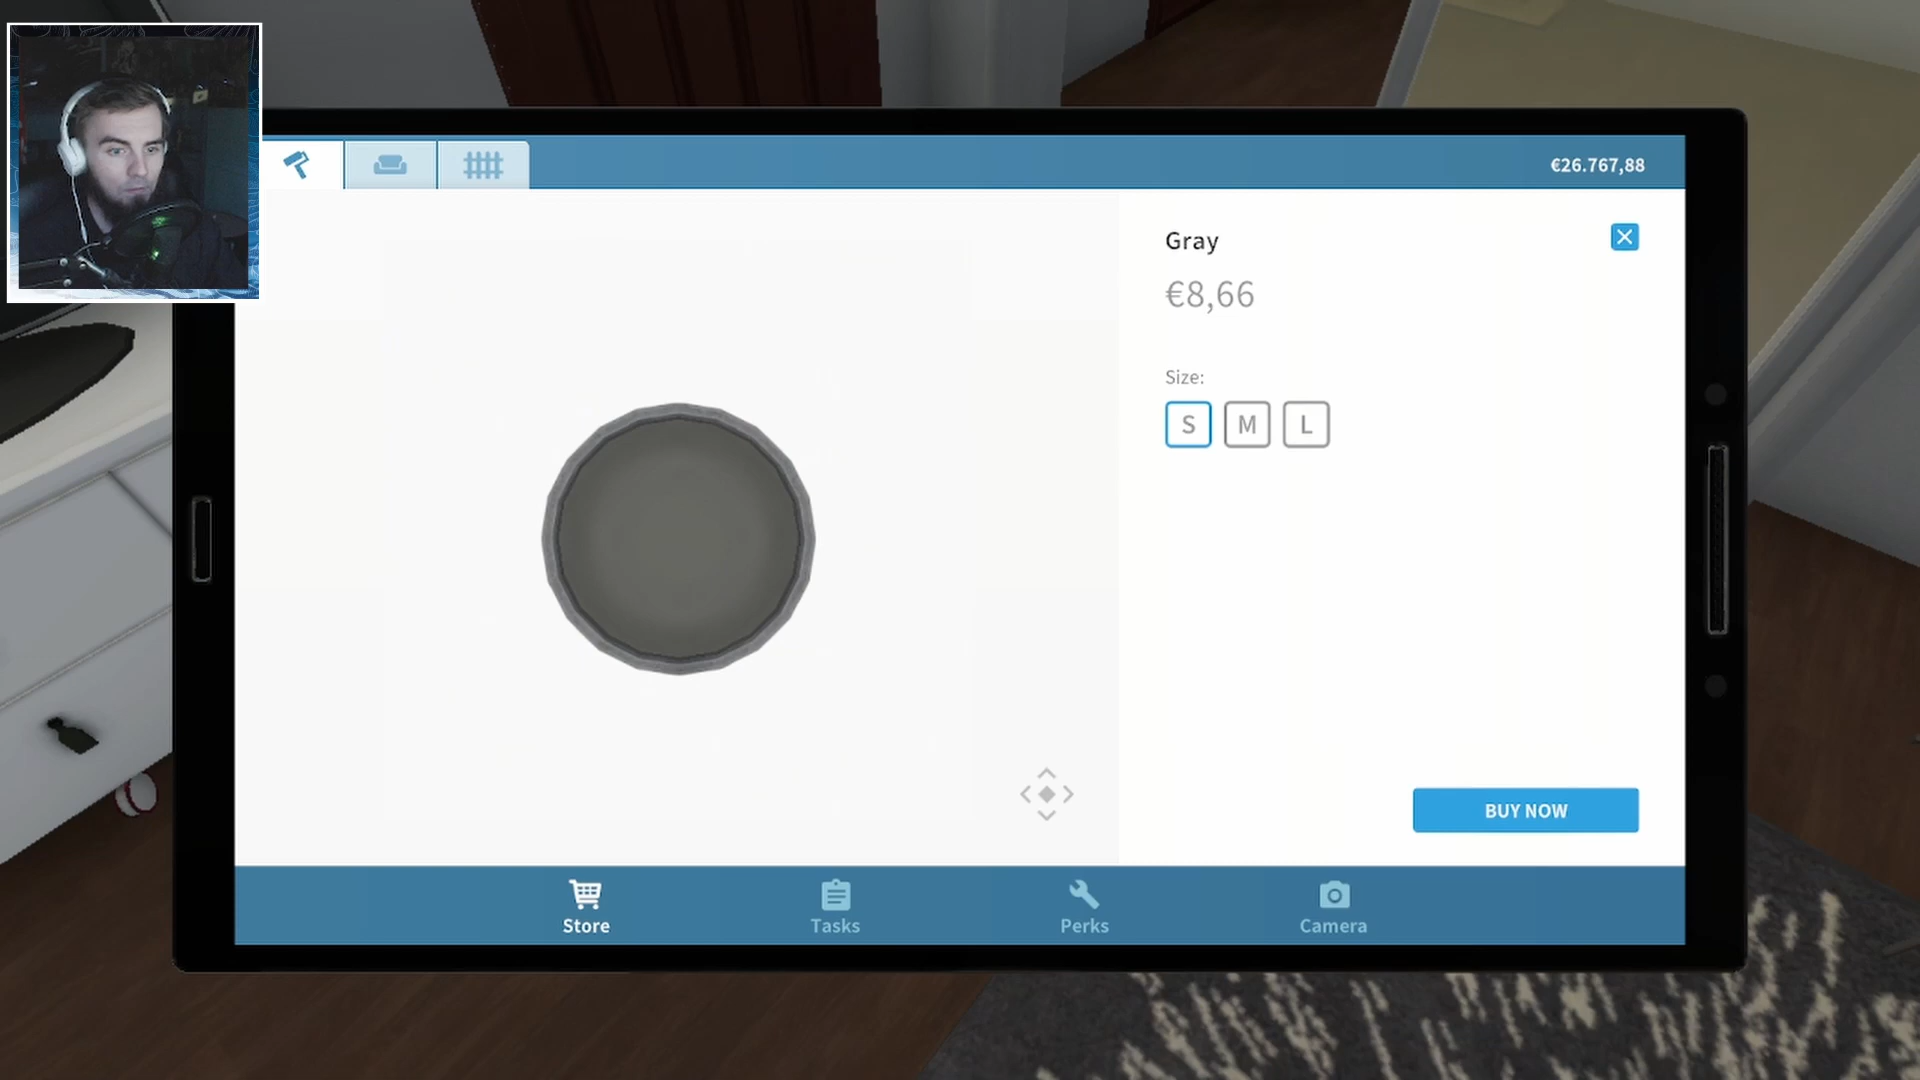 €26.767,88
Gray
€8,66
Size:
S M L
BUY NOW
Store Tasks Perks Camera